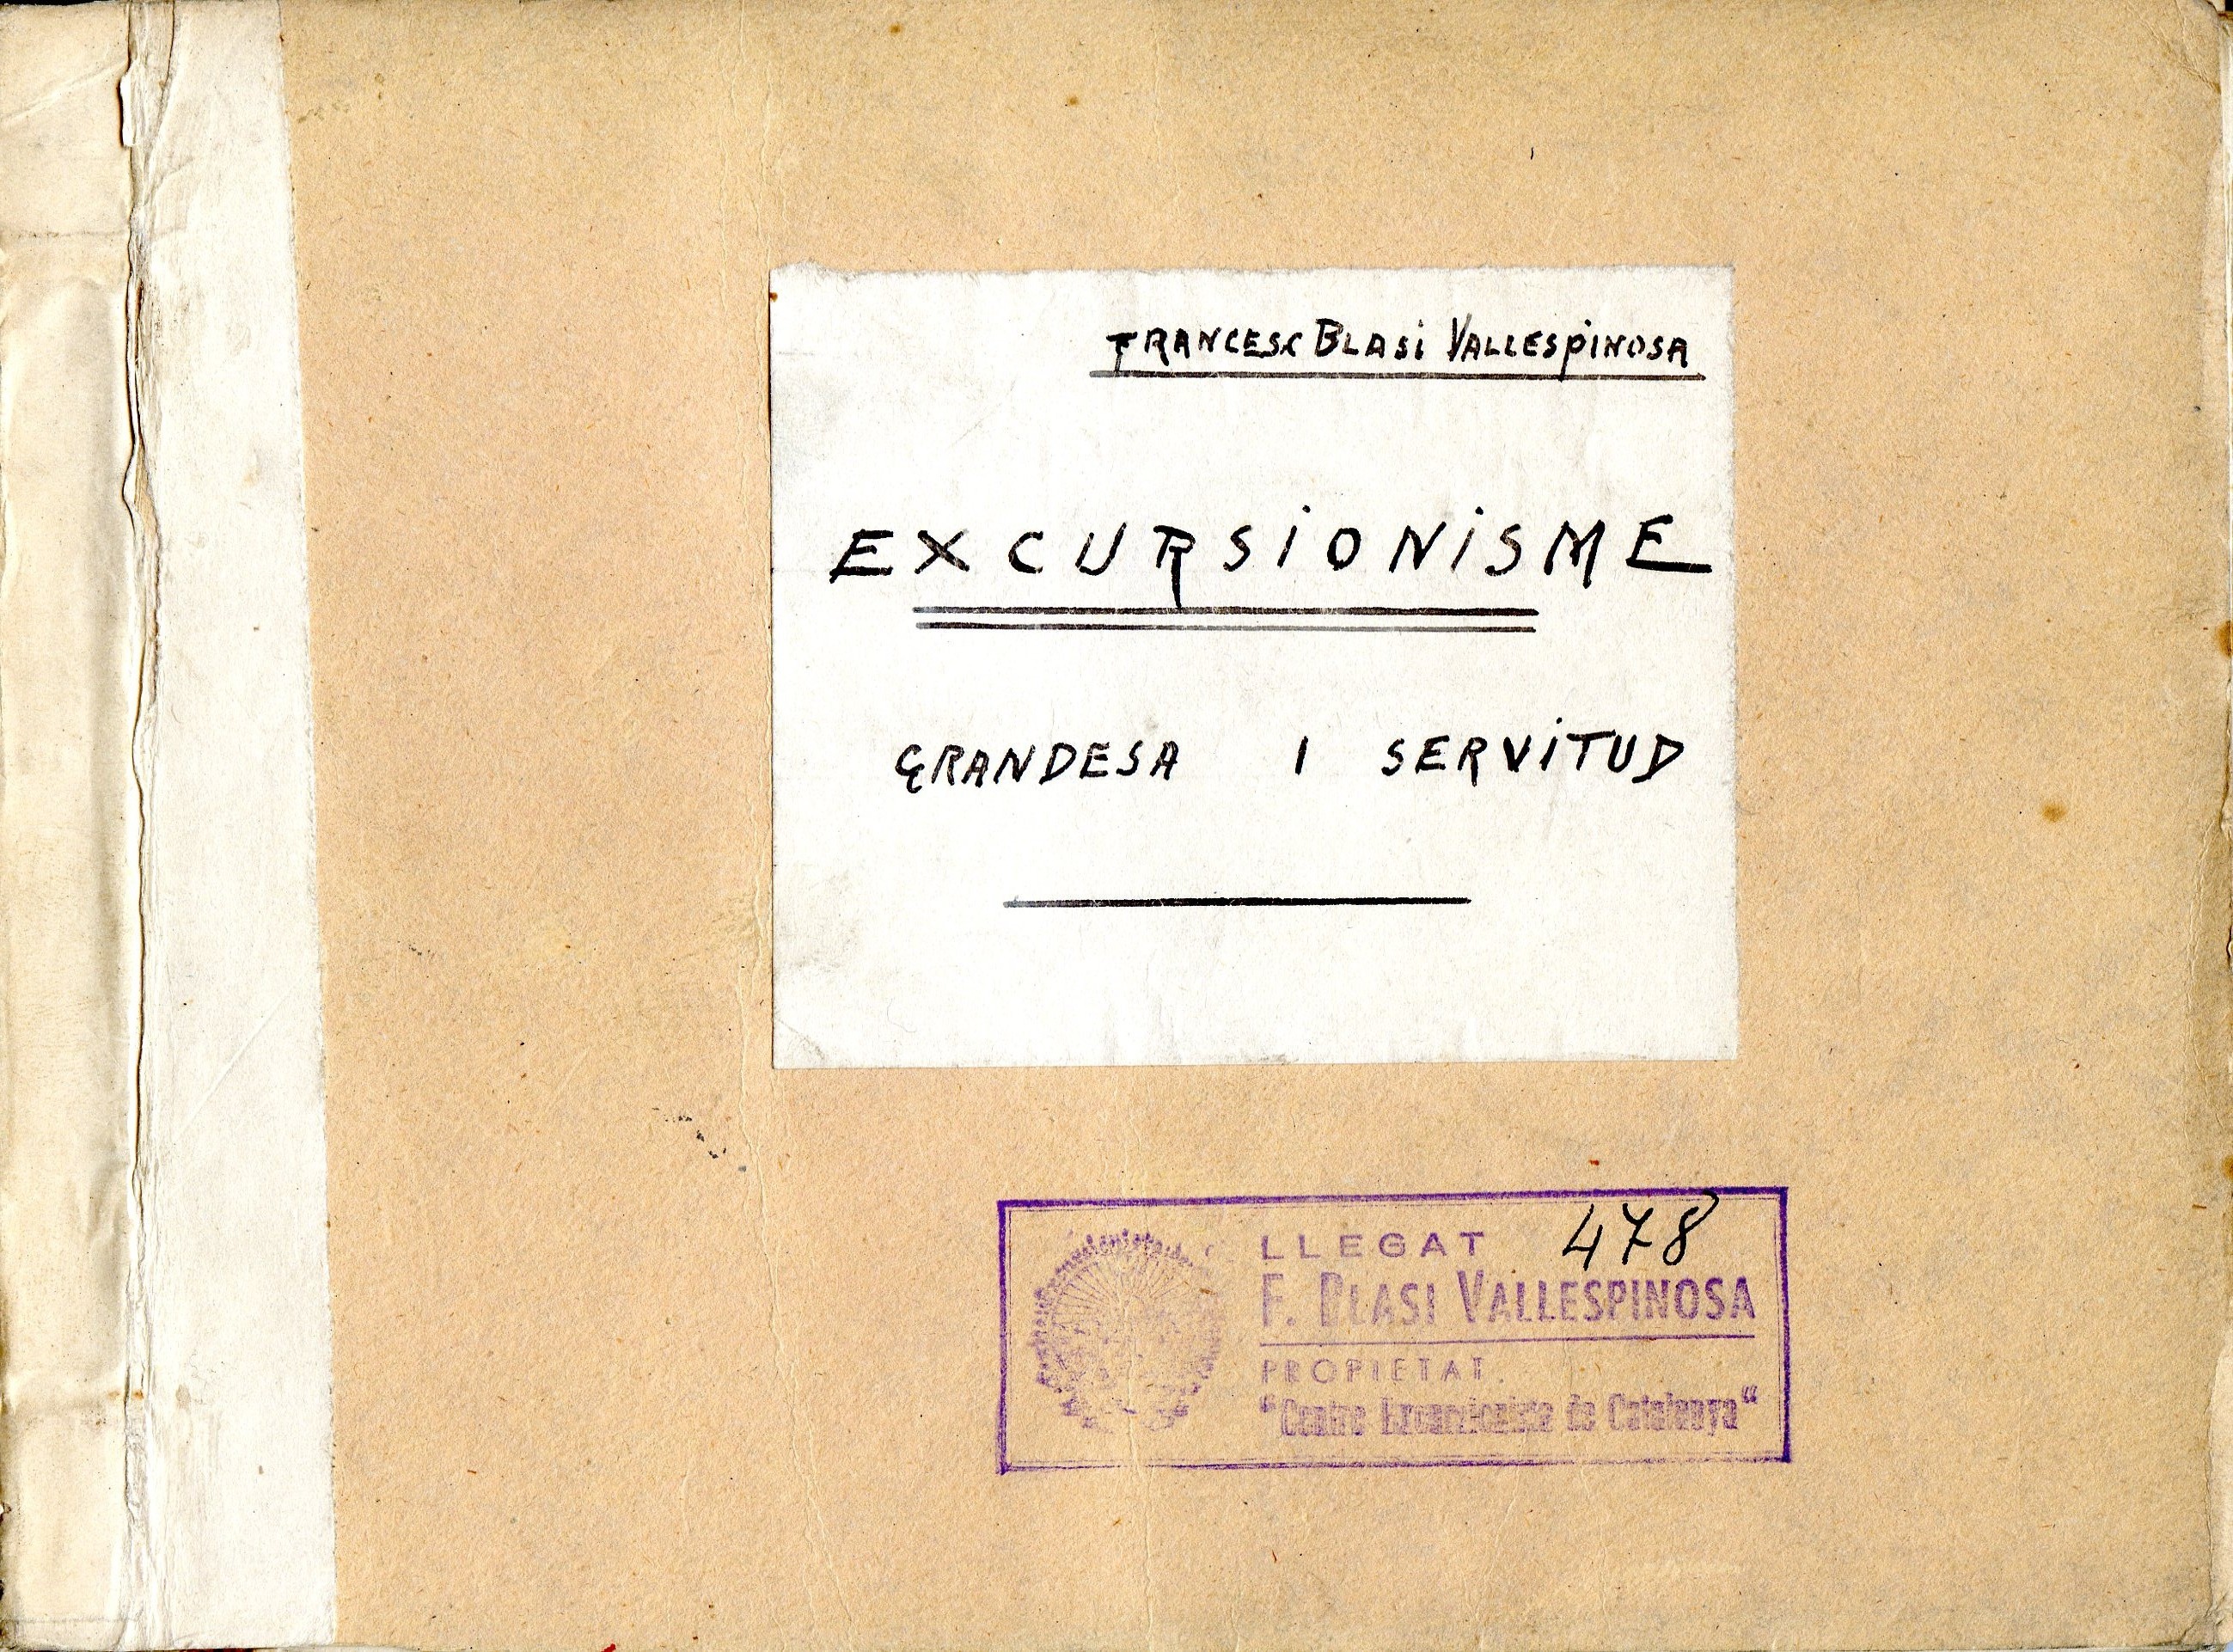 FRANCESC BLASI VALLESPINOSA
EXCURSIONISME
GRANDESA I SERVITUD
LLEGAT 478
F. BLASI VALLESPINOSA
PROPIETAT.
"Centre Excursionista de Catalunya"